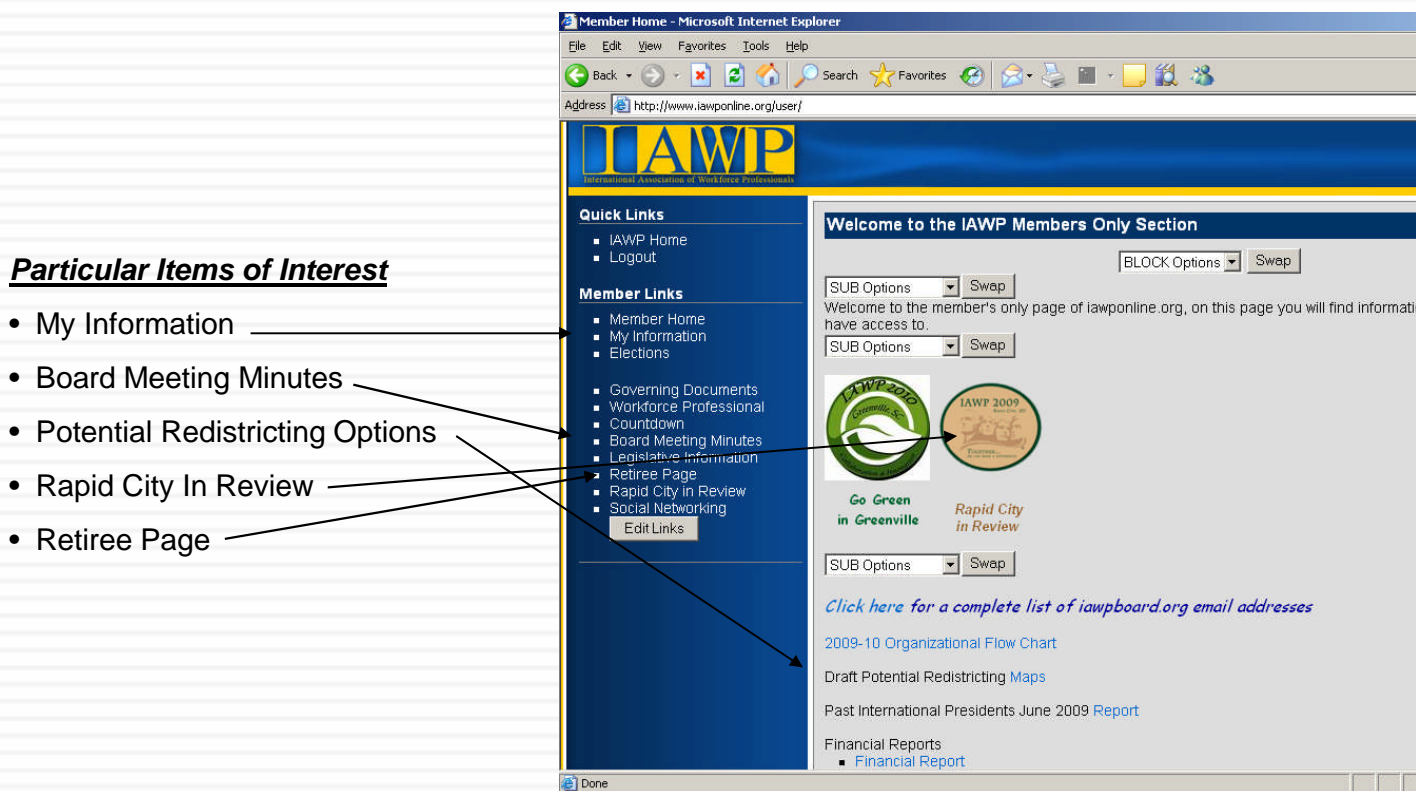 Particular Items of Interest
• My Information
• Board Meeting Minutes
• Potential Redistricting Options
• Rapid City In Review
• Retiree Page
Member Home - Microsoft Internet Explorer
File Edit View Favorites Tools Help
Back Search Favorites
Address http://www.iawponline.org/user/
IAWP
International Association of Workforce Professionals
Quick Links
IAWP Home
Logout
Member Links
Member Home
My Information
Elections
Governing Documents
Workforce Professional
Countdown
Board Meeting Minutes
Legislative Information
Retiree Page
Rapid City in Review
Social Networking
Edit Links
Welcome to the IAWP Members Only Section
BLOCK Options Swap
SUB Options Swap
Welcome to the member's only page of iawponline.org, on this page you will find informati
have access to.
SUB Options Swap
IAWP 2010
Greenville, SC
IAWP 2009
Go Green
in Greenville
Rapid City
in Review
SUB Options Swap
Click here for a complete list of iawpboard.org email addresses
2009-10 Organizational Flow Chart
Draft Potential Redistricting Maps
Past International Presidents June 2009 Report
Financial Reports
Financial Report
Done